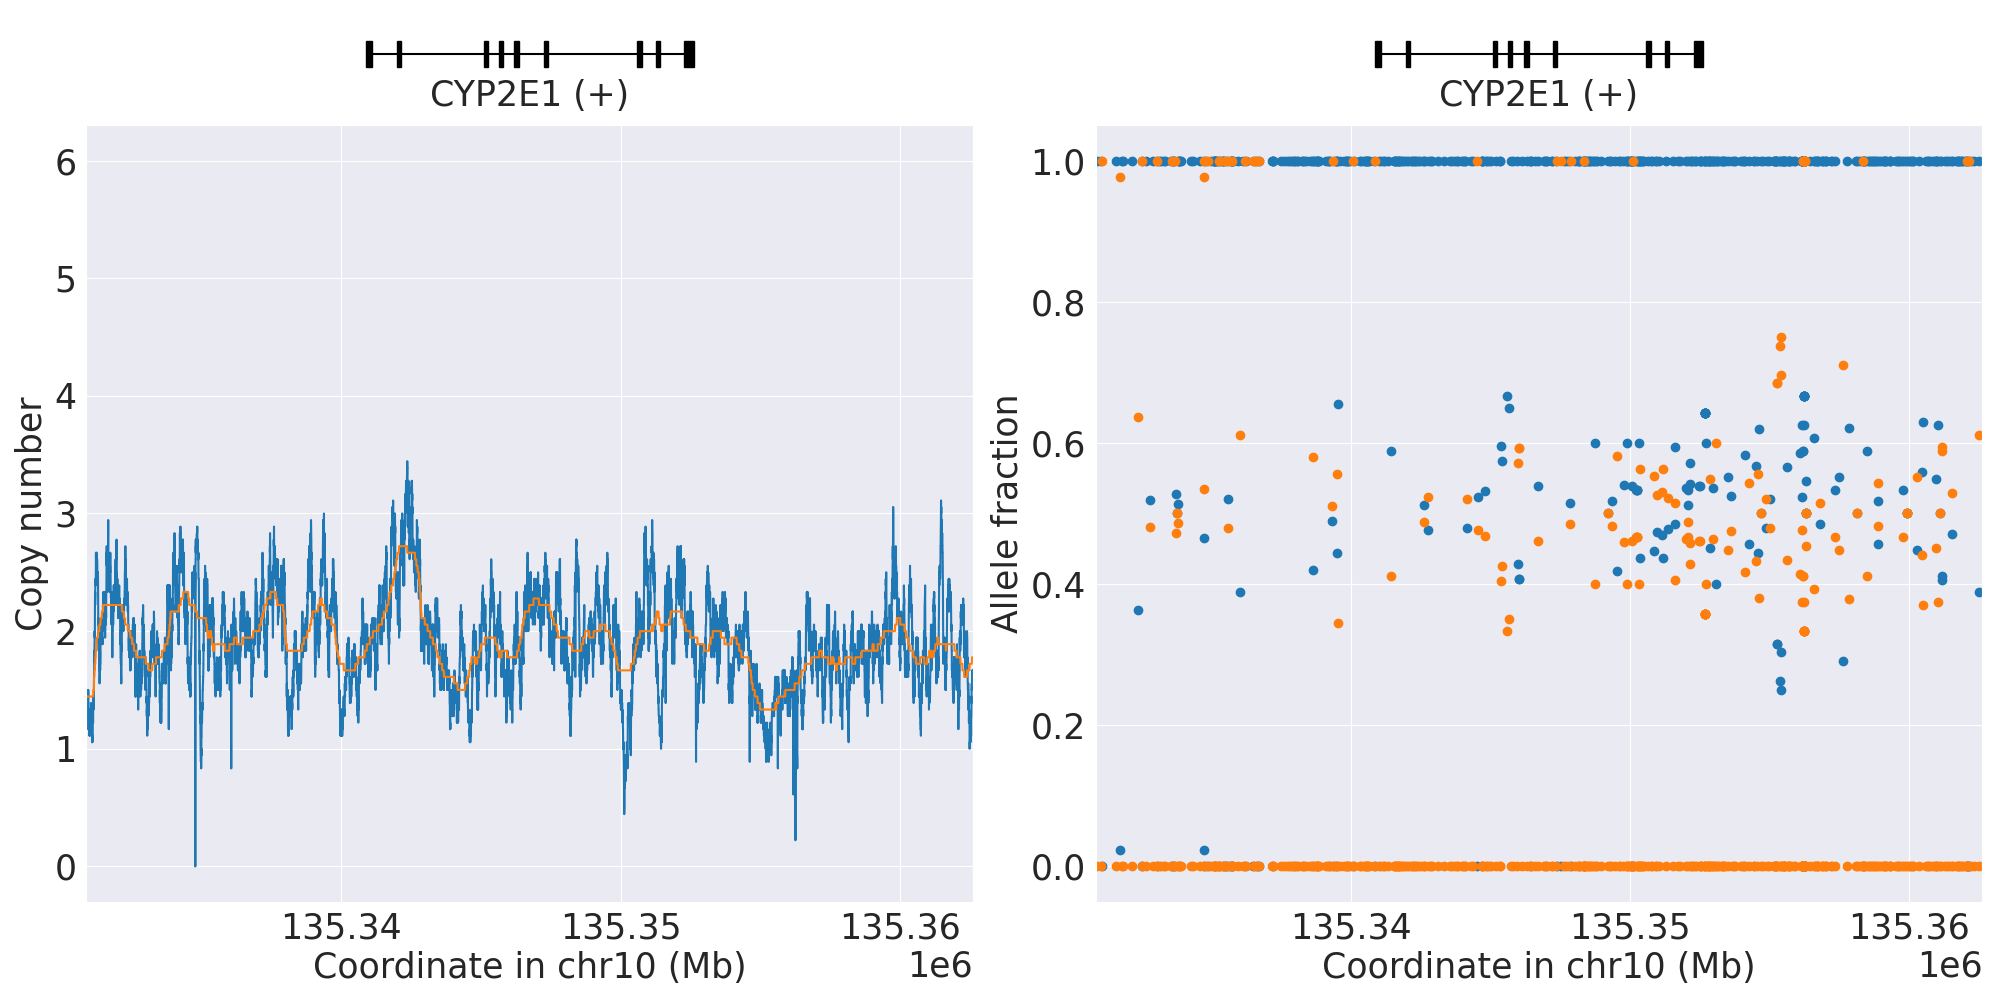 CYP2E1 (+)
6
5
4
3
2
1
0
Copy number
135.34 135.35 135.36
Coordinate in chr10 (Mb)
1e6
CYP2E1 (+)
1.0
0.8
0.6
0.4
0.2
0.0
Allele fraction
135.34 135.35 135.36
Coordinate in chr10 (Mb)
1e6